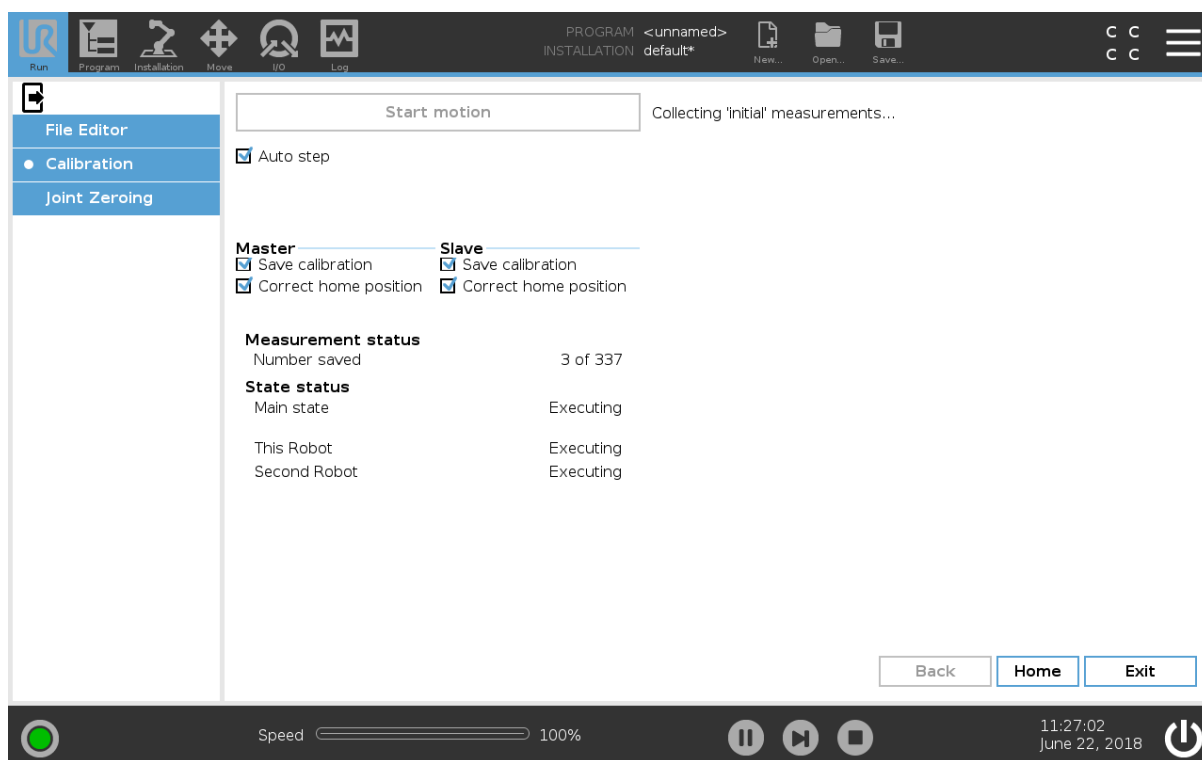 UR
Run
Program
Installation
Move
I/O
Log
PROGRAM <unnamed>
INSTALLATION default*
New...
Open...
Save...
C C
C C
File Editor
Calibration
Joint Zeroing
Start motion
Collecting 'initial' measurements...
Auto step
Master Slave
Save calibration Save calibration
Correct home position Correct home position
Measurement status
Number saved 3 of 337
State status
Main state Executing
This Robot Executing
Second Robot Executing
Back Home Exit
Speed 100%
11:27:02
June 22, 2018